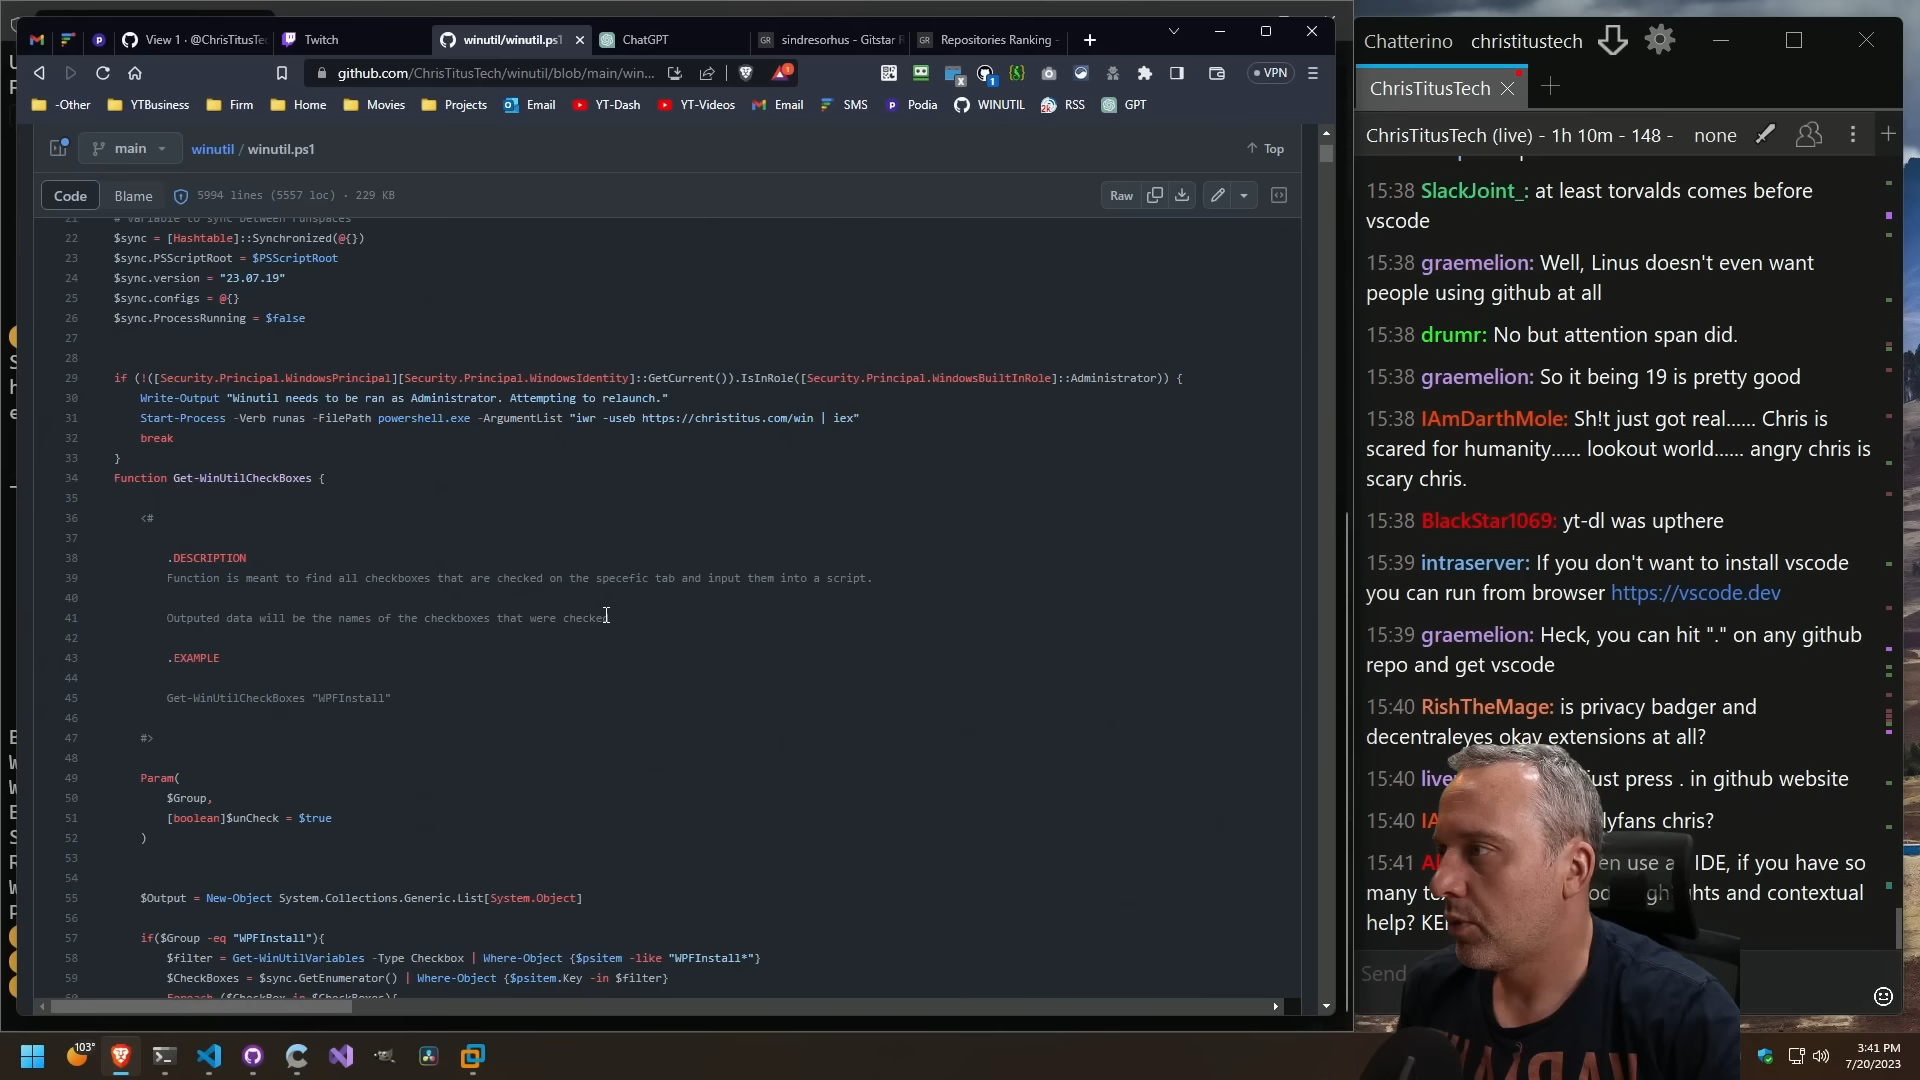 View 1 · @ChrisTitusTec
Twitch
winutil/winutil.ps1
ChatGPT
sindresorhus - Gitstar R
Repositories Ranking -
github.com/ChrisTitusTech/winutil/blob/main/win...
1
VPN
-Other
YTBusiness
Firm
Home
Movies
Projects
Email
YT-Dash
YT-Videos
Email
SMS
Podia
WINUTIL
RSS
GPT
main
winutil / winutil.ps1
Top
Code
Blame
5994 lines (5557 loc) · 229 KB
Raw
21 # variable to sync between runspaces
22 $sync = [Hashtable]::Synchronized(@{})
23 $sync.PSScriptRoot = $PSScriptRoot
24 $sync.version = "23.07.19"
25 $sync.configs = @{}
26 $sync.ProcessRunning = $false
27
28
29 if (!([Security.Principal.WindowsPrincipal][Security.Principal.WindowsIdentity]::GetCurrent()).IsInRole([Security.Principal.WindowsBuiltInRole]::Administrator)) {
30 Write-Output "Winutil needs to be ran as Administrator. Attempting to relaunch."
31 Start-Process -Verb runas -FilePath powershell.exe -ArgumentList "iwr -useb https://christitus.com/win | iex"
32 break
33 }
34 Function Get-WinUtilCheckBoxes {
35
36 <#
37
38 .DESCRIPTION
39 Function is meant to find all checkboxes that are checked on the specefic tab and input them into a script.
40
41 Outputed data will be the names of the checkboxes that were checked
42
43 .EXAMPLE
44
45 Get-WinUtilCheckBoxes "WPFInstall"
46
47 #>
48
49 Param(
50 $Group,
51 [boolean]$unCheck = $true
52 )
53
54
55 $Output = New-Object System.Collections.Generic.List[System.Object]
56
57 if($Group -eq "WPFInstall"){
58 $filter = Get-WinUtilVariables -Type Checkbox | Where-Object {$psitem -like "WPFInstall*"}
59 $CheckBoxes = $sync.GetEnumerator() | Where-Object {$psitem.Key -in $filter}
60 Foreach ($CheckBox in $CheckBoxes){
Chatterino
christitustech
ChrisTitusTech
ChrisTitusTech (live) - 1h 10m - 148 -
none
15:38 SlackJoint_: at least torvalds comes before
vscode
15:38 graemelion: Well, Linus doesn't even want
people using github at all
15:38 drumr: No but attention span did.
15:38 graemelion: So it being 19 is pretty good
15:38 IAmDarthMole: Sh!t just got real...... Chris is
scared for humanity...... lookout world...... angry chris is
scary chris.
15:38 BlackStar1069: yt-dl was upthere
15:39 intraserver: If you don't want to install vscode
you can run from browser https://vscode.dev
15:39 graemelion: Heck, you can hit "." on any github
repo and get vscode
15:40 RishTheMage: is privacy badger and
decentraleyes okay extensions at all?
15:40 just press . in github website
15:40 lyfans chris?
15:41 IDE, if you have so
many and contextual
help?
Send
103°
3:41 PM
7/20/2023